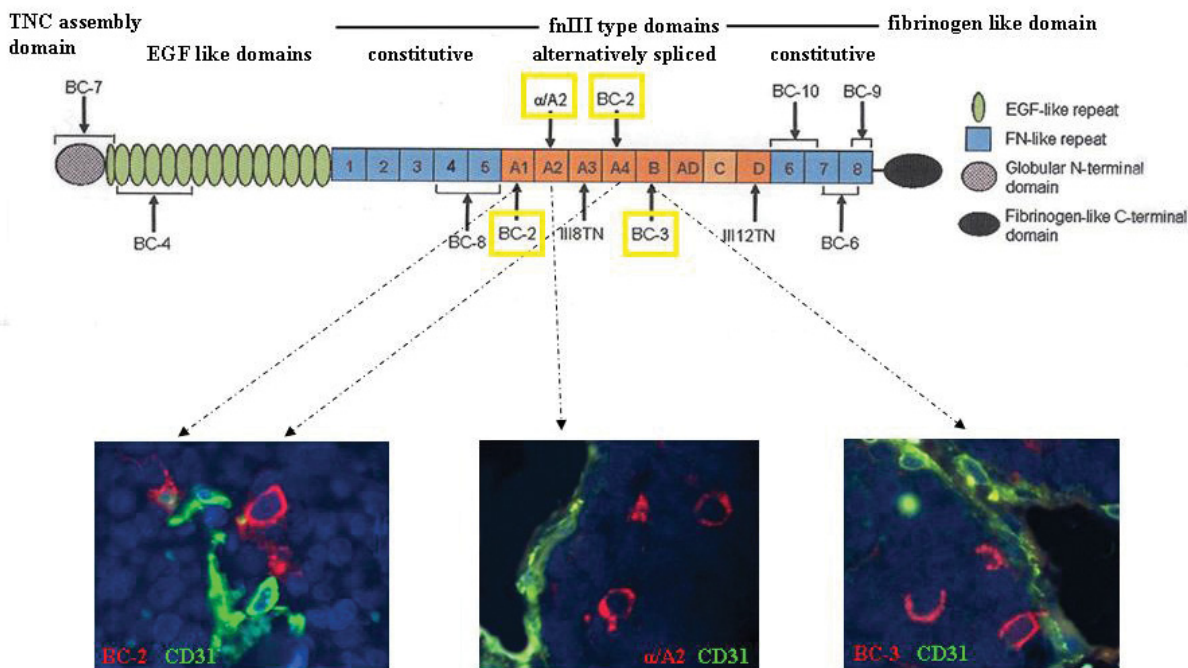 TNC assembly
domain
EGF like domains
fnIII type domains
constitutive
alternatively spliced
constitutive
fibrinogen like domain
BC-7
α/A2
BC-2
BC-10
BC-9
EGF-like repeat
FN-like repeat
Globular N-terminal
domain
Fibrinogen-like C-terminal
domain
1 2 3 4 5 A1 A2 A3 A4 B AD C D 6 7 8
BC-4
BC-8
BC-2
III8TN
BC-3
III12TN
BC-6
BC-2 CD31
α/A2 CD31
BC-3 CD31